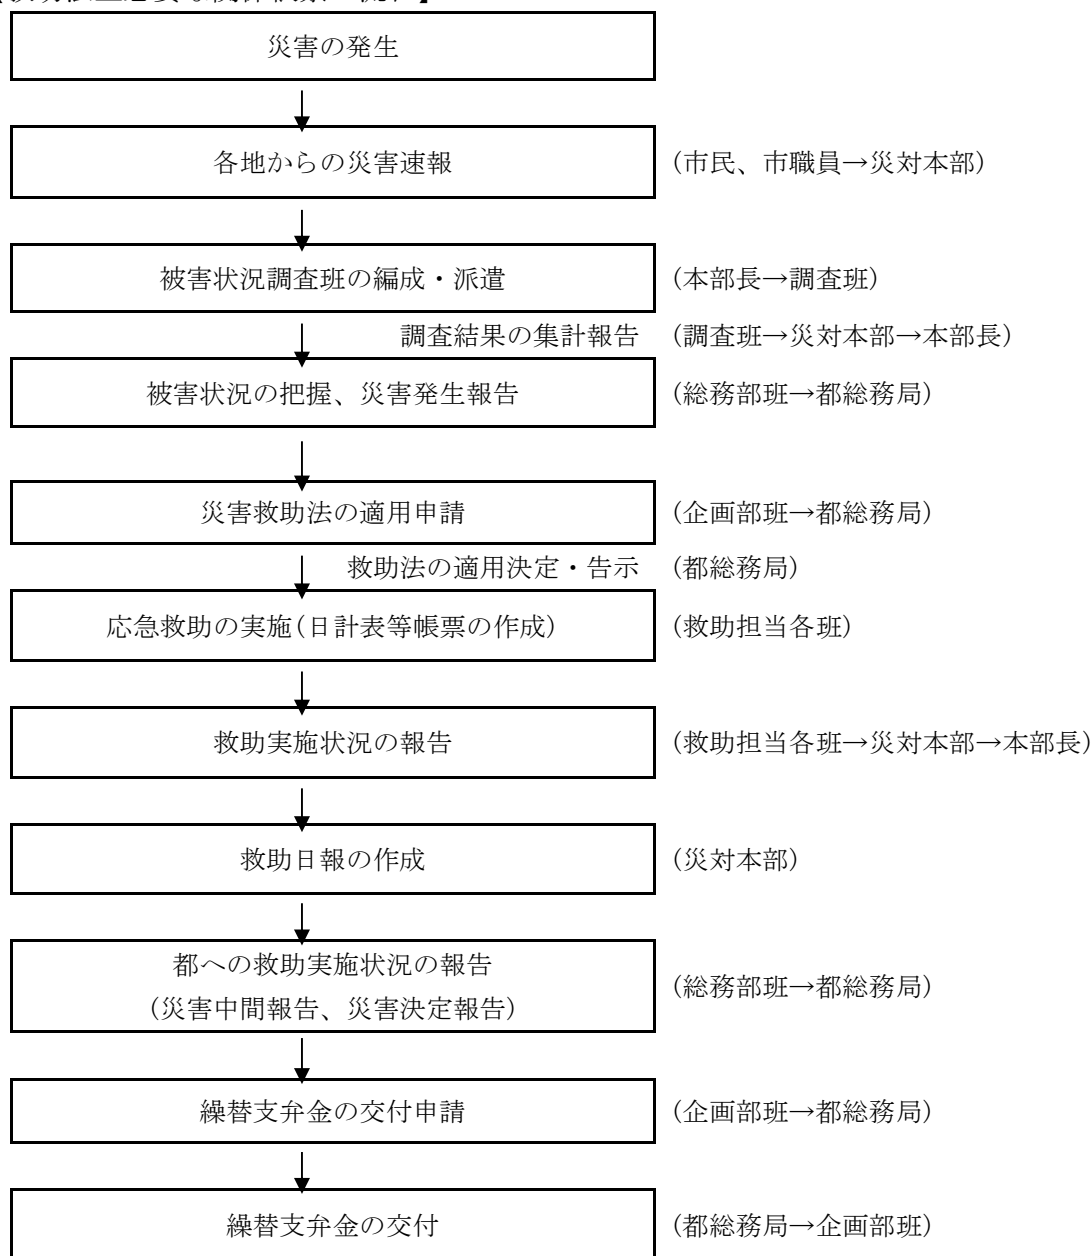 災害の発生
各地からの災害速報 (市民、市職員→災対本部)
被害状況調査班の編成・派遣 (本部長→調査班)
調査結果の集計報告 (調査班→災対本部→本部長)
被害状況の把握、災害発生報告 (総務部班→都総務局)
災害救助法の適用申請 (企画部班→都総務局)
救助法の適用決定・告示 (都総務局)
応急救助の実施(日計表等帳票の作成) (救助担当各班)
救助実施状況の報告 (救助担当各班→災対本部→本部長)
救助日報の作成 (災対本部)
都への救助実施状況の報告
(災害中間報告、災害決定報告) (総務部班→都総務局)
繰替支弁金の交付申請 (企画部班→都総務局)
繰替支弁金の交付 (都総務局→企画部班)